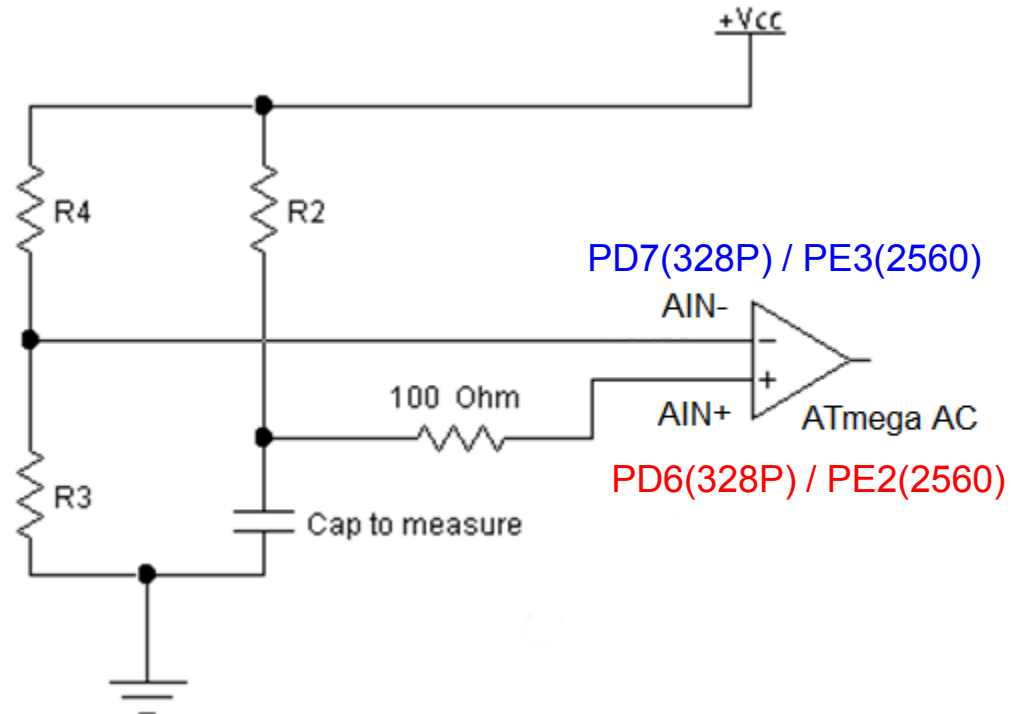 +Vcc
R4
R2
PD7(328P) / PE3(2560)
AIN-
−
100 Ohm
+
AIN+
ATmega AC
PD6(328P) / PE2(2560)
R3
Cap to measure